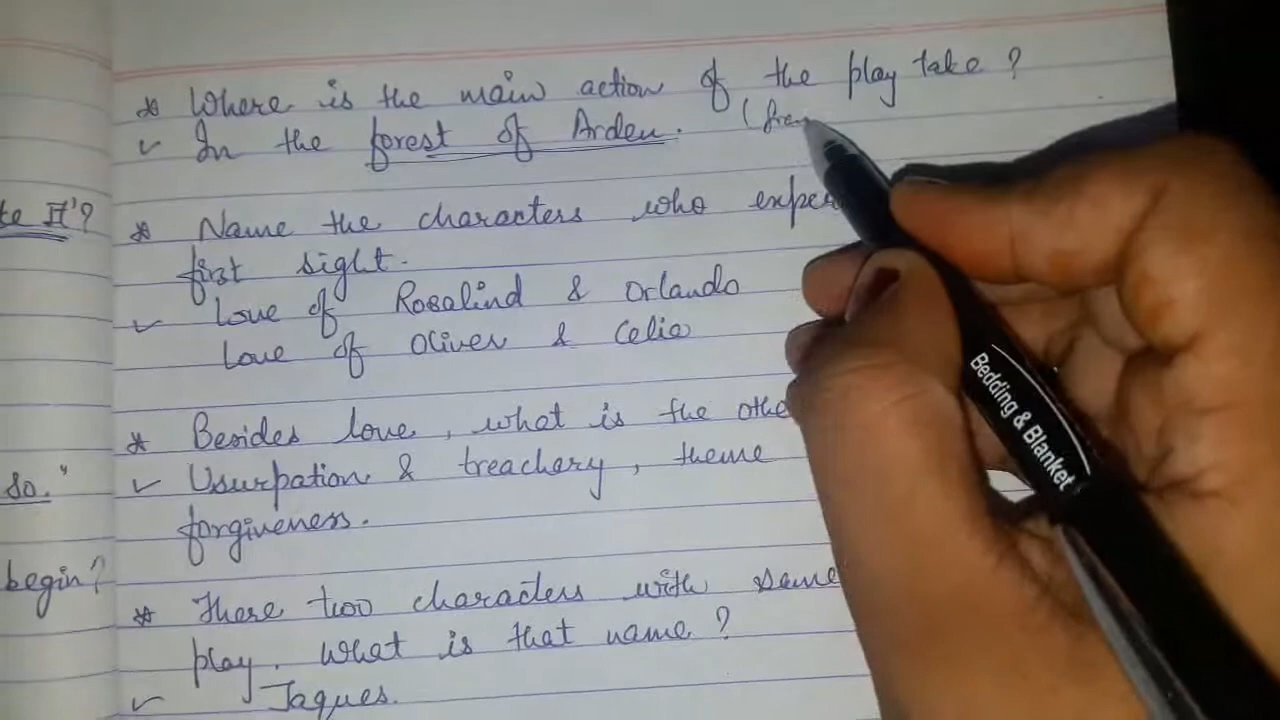 * Where is the main action of the play take ?
✓ In the forest of Arden.
ke It'?
* Name the characters who exper
first sight.
✓ Love of Rosalind & Orlando
Love of Oliver & Celia
* Besides love, what is the othe
so."
✓ Usurpation & treachery, theme
forgiveness.
begin?
* There two characters with same
play. What is that name ?
✓ Jaques.
Bedding & Blanket